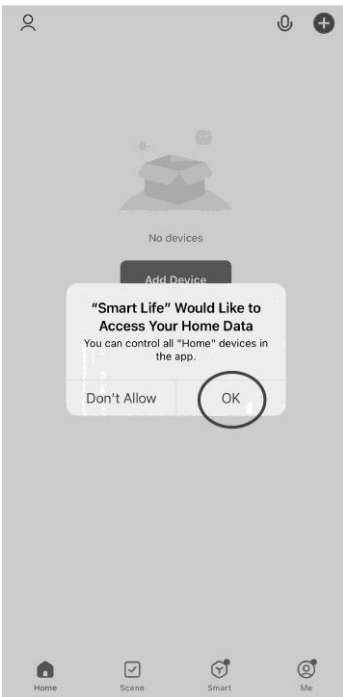 No devices
Add Device
"Smart Life" Would Like to
Access Your Home Data
You can control all "Home" devices in
the app.
Don't Allow OK
Home Scene Smart Me